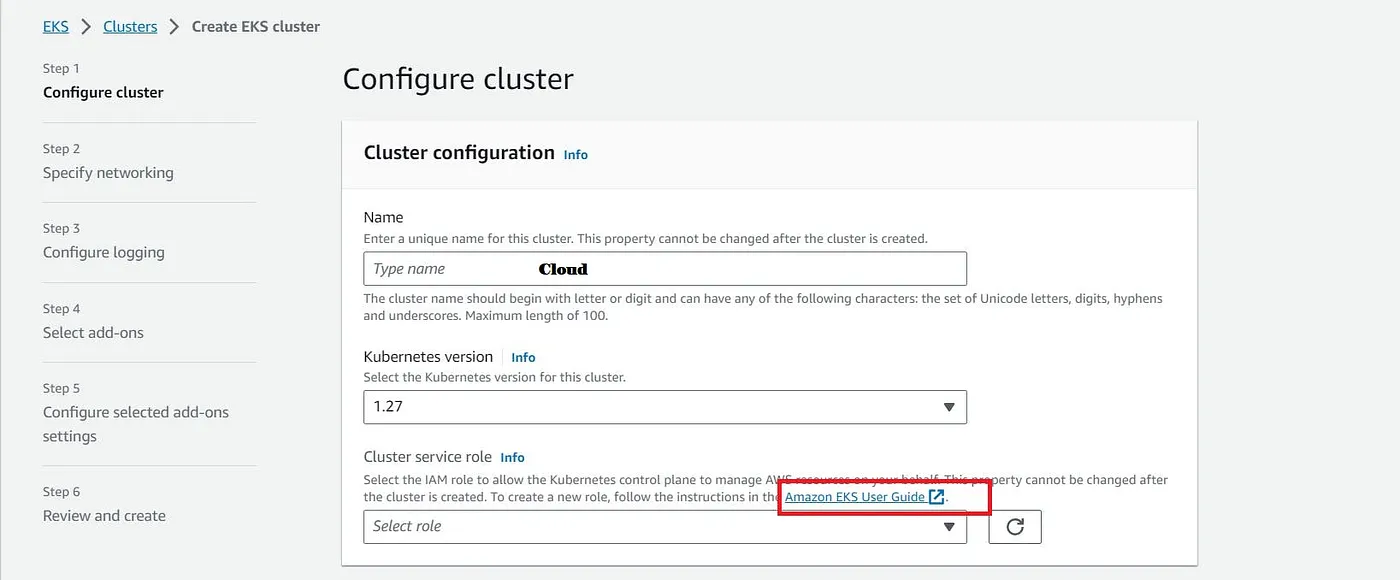 EKS > Clusters > Create EKS cluster
Step 1
Configure cluster
Step 2
Specify networking
Step 3
Configure logging
Step 4
Select add-ons
Step 5
Configure selected add-ons
settings
Step 6
Review and create
Configure cluster
Cluster configuration Info
Name
Enter a unique name for this cluster. This property cannot be changed after the cluster is created.
Type name Cloud
The cluster name should begin with letter or digit and can have any of the following characters: the set of Unicode letters, digits, hyphens
and underscores. Maximum length of 100.
Kubernetes version Info
Select the Kubernetes version for this cluster.
1.27
Cluster service role Info
Select the IAM role to allow the Kubernetes control plane to manage AWS resources on your behalf. This property cannot be changed after
the cluster is created. To create a new role, follow the instructions in the Amazon EKS User Guide.
Select role